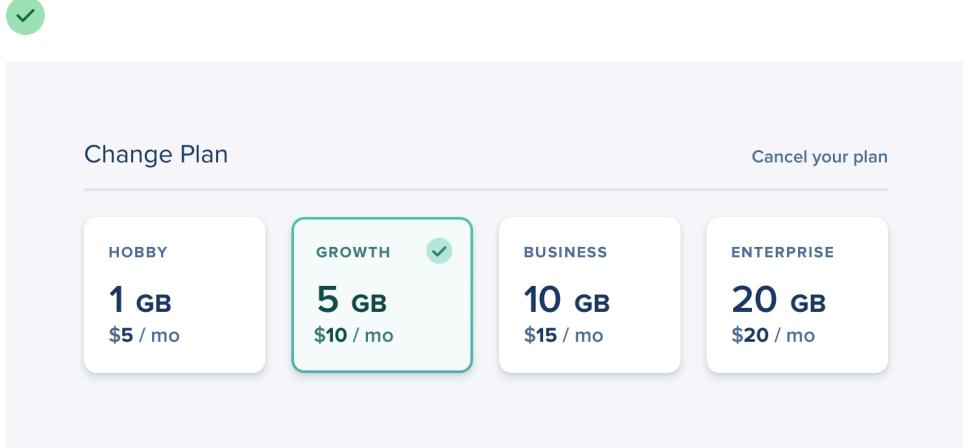 Change Plan
Cancel your plan
HOBBY
1 GB
$5 / mo
GROWTH
5 GB
$10 / mo
BUSINESS
10 GB
$15 / mo
ENTERPRISE
20 GB
$20 / mo